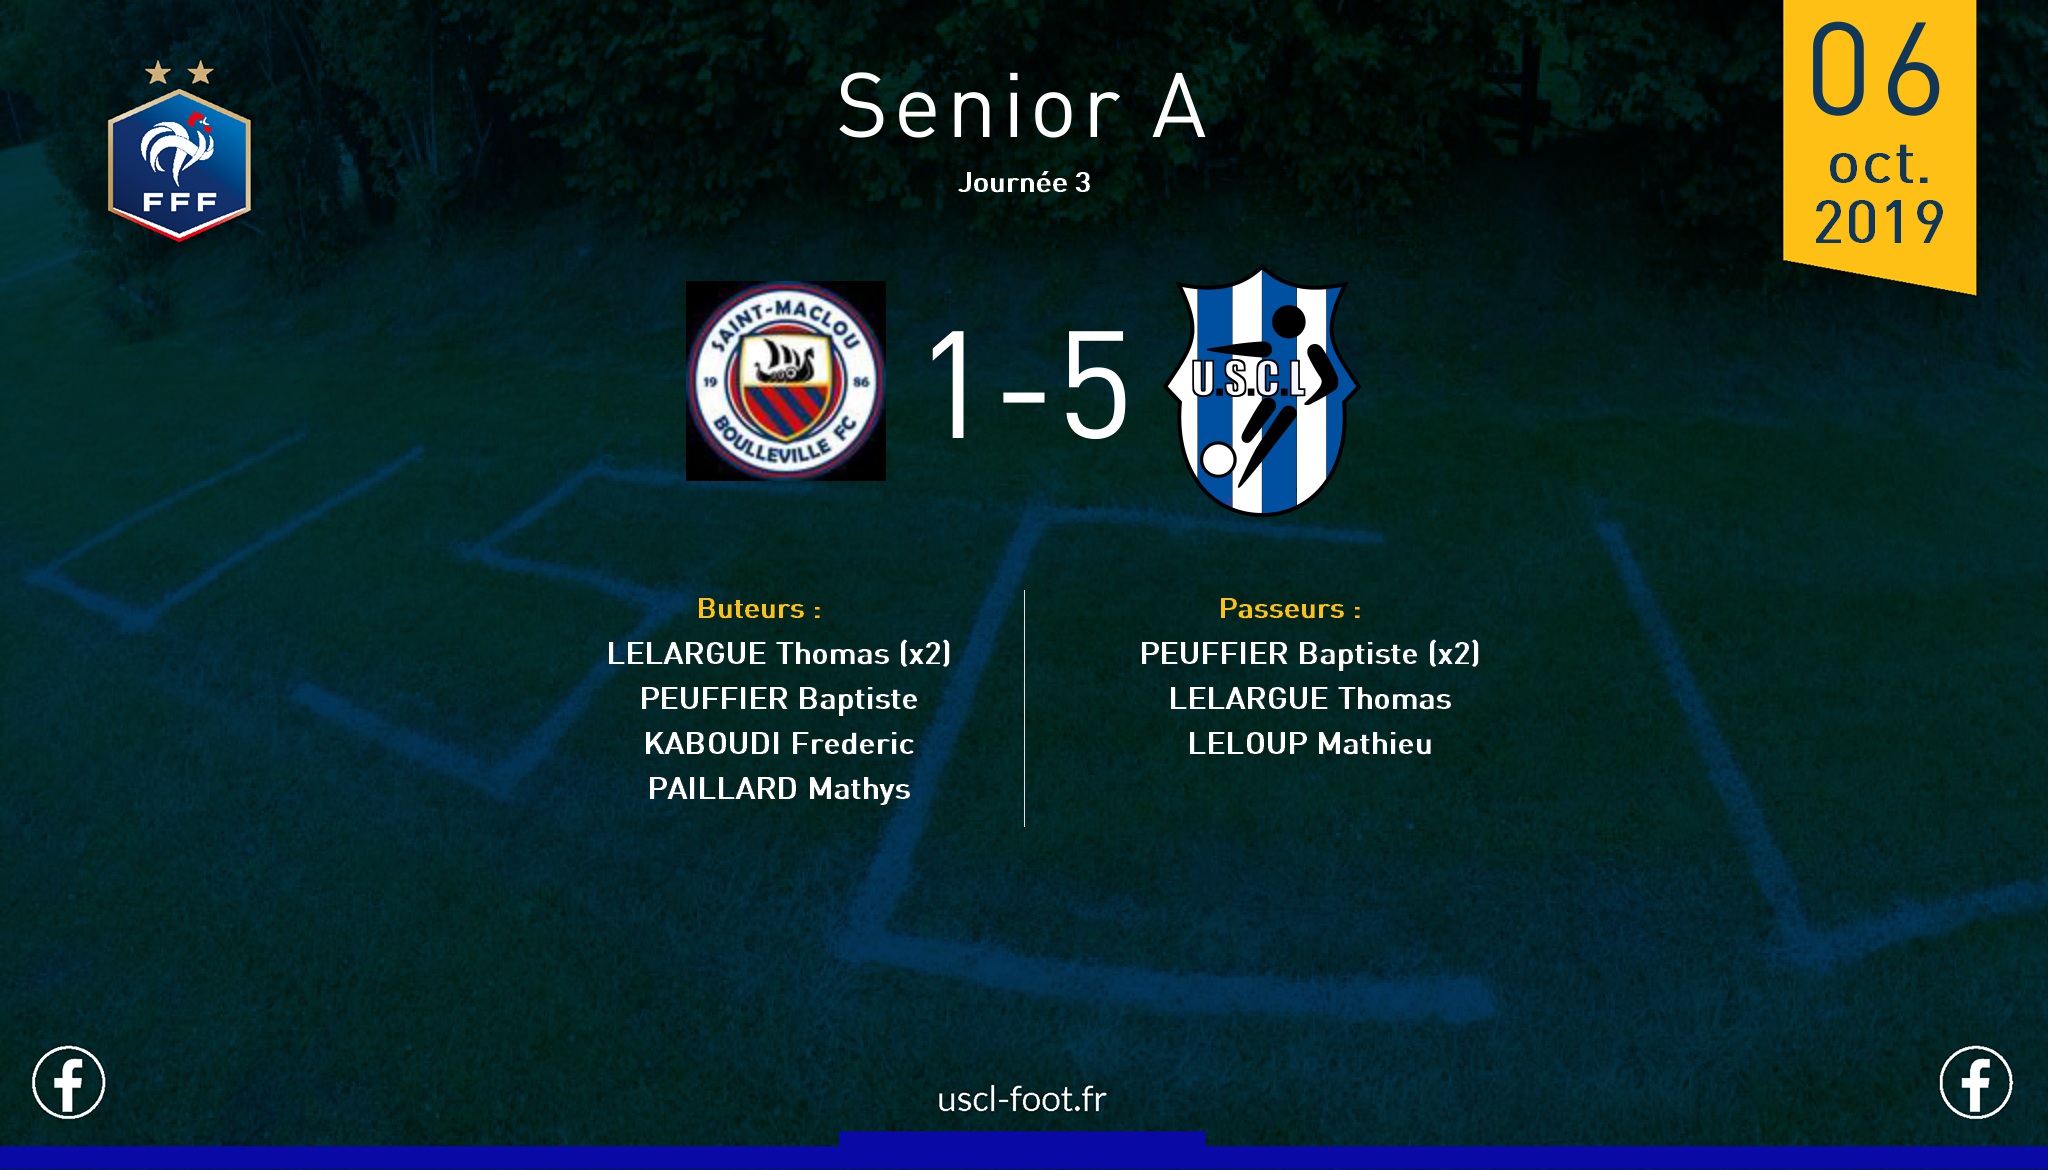 06
oct.
2019
FFF
Senior A
Journée 3
SAINT-MACLOU
19 86
BOULLEVILLE FC
1-5
U.S.C.L
Buteurs :
LELARGUE Thomas (x2)
PEUFFIER Baptiste
KABOUDI Frederic
PAILLARD Mathys
Passeurs :
PEUFFIER Baptiste (x2)
LELARGUE Thomas
LELOUP Mathieu
USCL
uscl-foot.fr